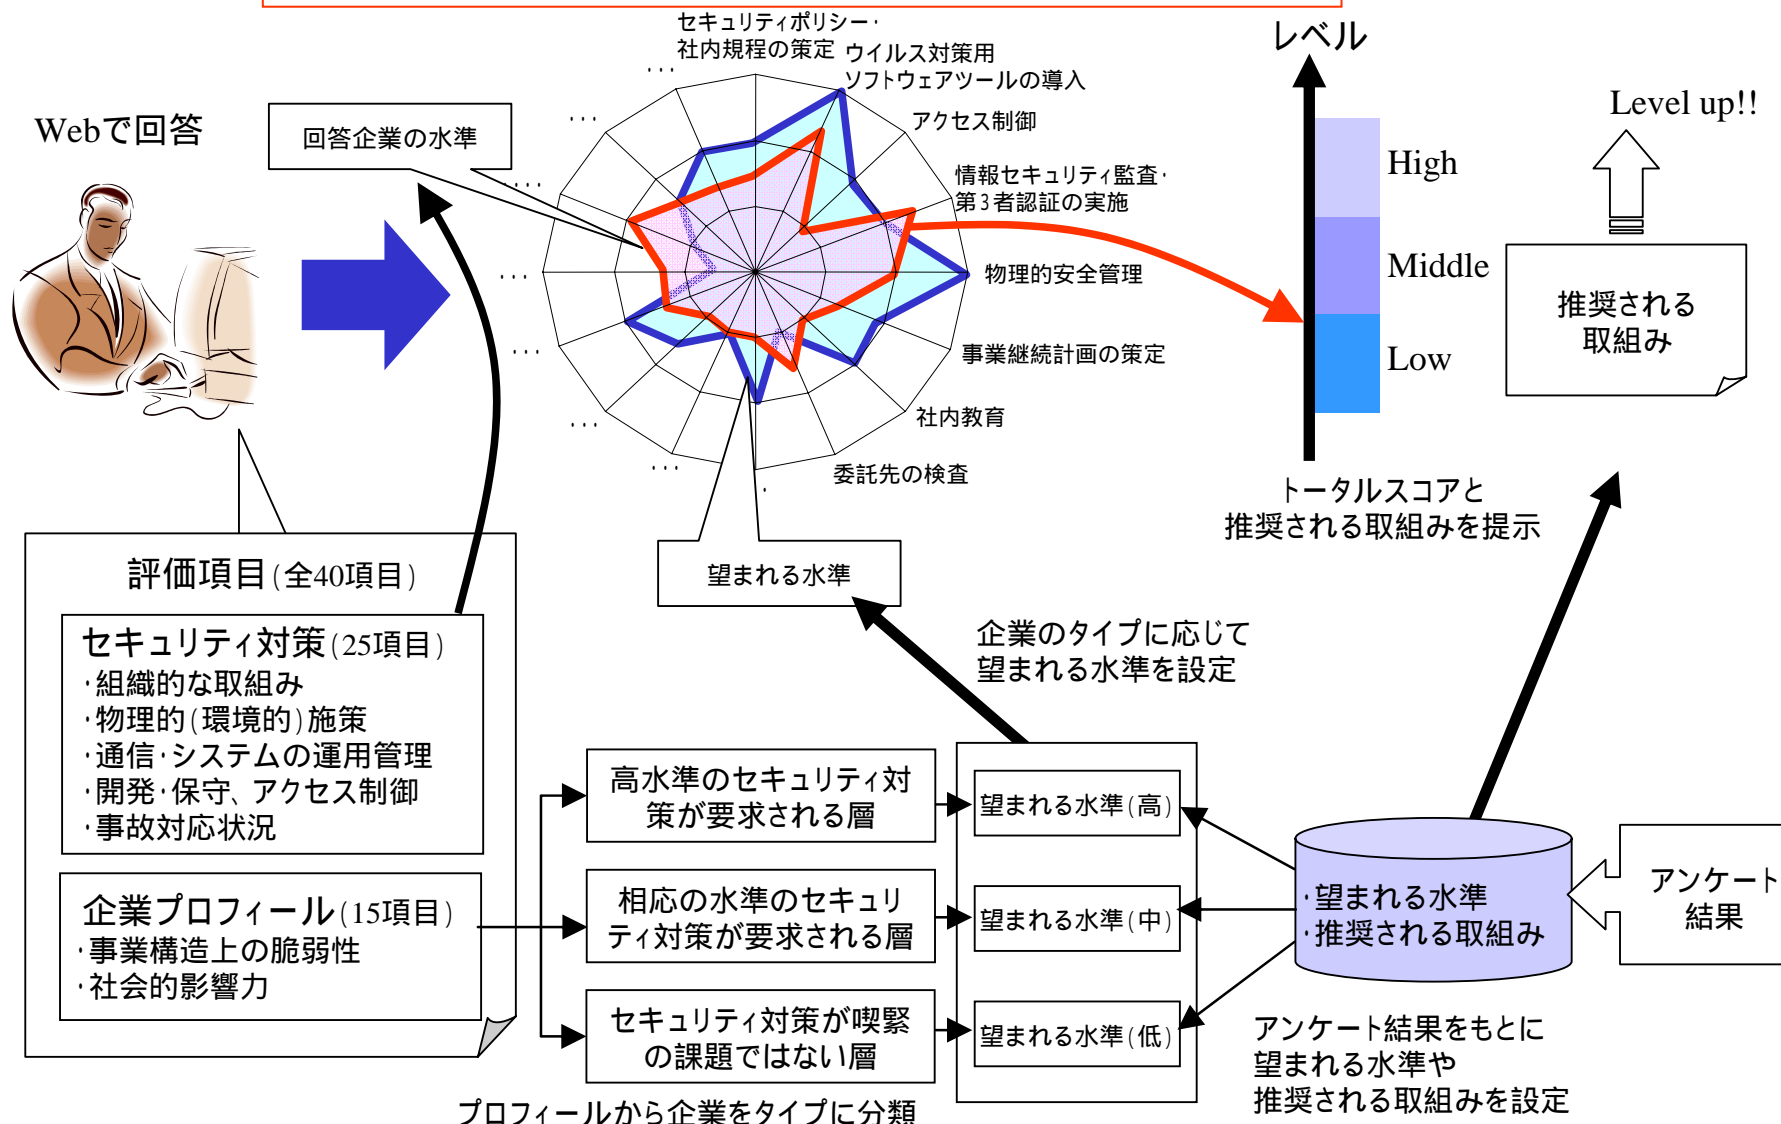 セキュリティポリシー・
社内規程の策定
ウイルス対策用
ソフトウェアツールの導入
アクセス制御
情報セキュリティ監査・
第3者認証の実施
物理的安全管理
事業継続計画の策定
社内教育
委託先の検査
・
・・・
・・・
・・・
・・・
・・・
・・・
・・・
Webで回答
回答企業の水準
望まれる水準
レベル
High
Middle
Low
Level up!!
推奨される
取組み
トータルスコアと
推奨される取組みを提示
評価項目(全40項目)
セキュリティ対策(25項目)
・組織的な取組み
・物理的(環境的)施策
・通信・システムの運用管理
・開発・保守、アクセス制御
・事故対応状況
企業プロフィール(15項目)
・事業構造上の脆弱性
・社会的影響力
企業のタイプに応じて
望まれる水準を設定
高水準のセキュリティ対
策が要求される層
相応の水準のセキュリ
ティ対策が要求される層
セキュリティ対策が喫緊
の課題ではない層
プロフィールから企業をタイプに分類
望まれる水準(高)
望まれる水準(中)
望まれる水準(低)
・望まれる水準
・推奨される取組み
アンケート
結果
アンケート結果をもとに
望まれる水準や
推奨される取組みを設定